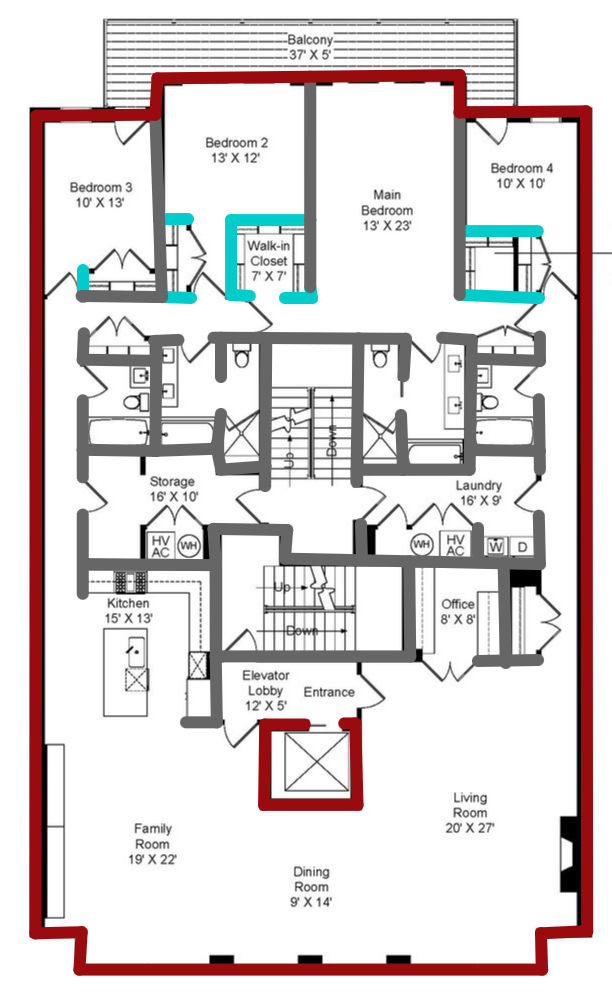 Balcony
37' X 5'
Bedroom 2
13' X 12'
Bedroom 3
10' X 13'
Bedroom 4
10' X 10'
Main
Bedroom
13' X 23'
Walk-in
Closet
7' X 7'
Up
Down
Storage
16' X 10'
Laundry
16' X 9'
HV
AC
WH
WH
HV
AC
W
D
Up
Down
Kitchen
15' X 13'
Office
8' X 8'
Elevator
Lobby
12' X 5'
Entrance
Living
Room
20' X 27'
Family
Room
19' X 22'
Dining
Room
9' X 14'